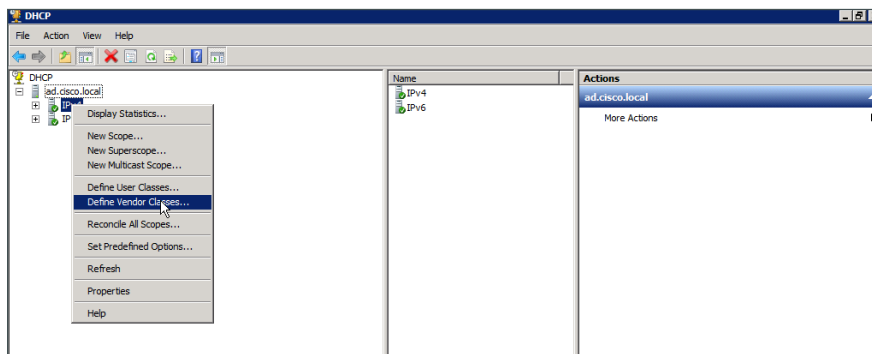 DHCP
File Action View Help
DHCP
ad.cisco.local
IP
Display Statistics...
New Scope...
New Superscope...
New Multicast Scope...
Define User Classes...
Define Vendor Classes...
Reconcile All Scopes...
Set Predefined Options...
Refresh
Properties
Help
Name
IPv4
IPv6
Actions
ad.cisco.local
More Actions